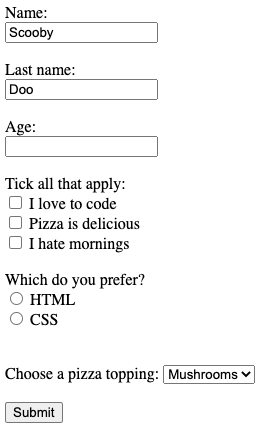 Name:
Scooby
Last name:
Doo
Age:
Tick all that apply:
I love to code
Pizza is delicious
I hate mornings
Which do you prefer?
HTML
CSS
Choose a pizza topping: Mushrooms
Submit